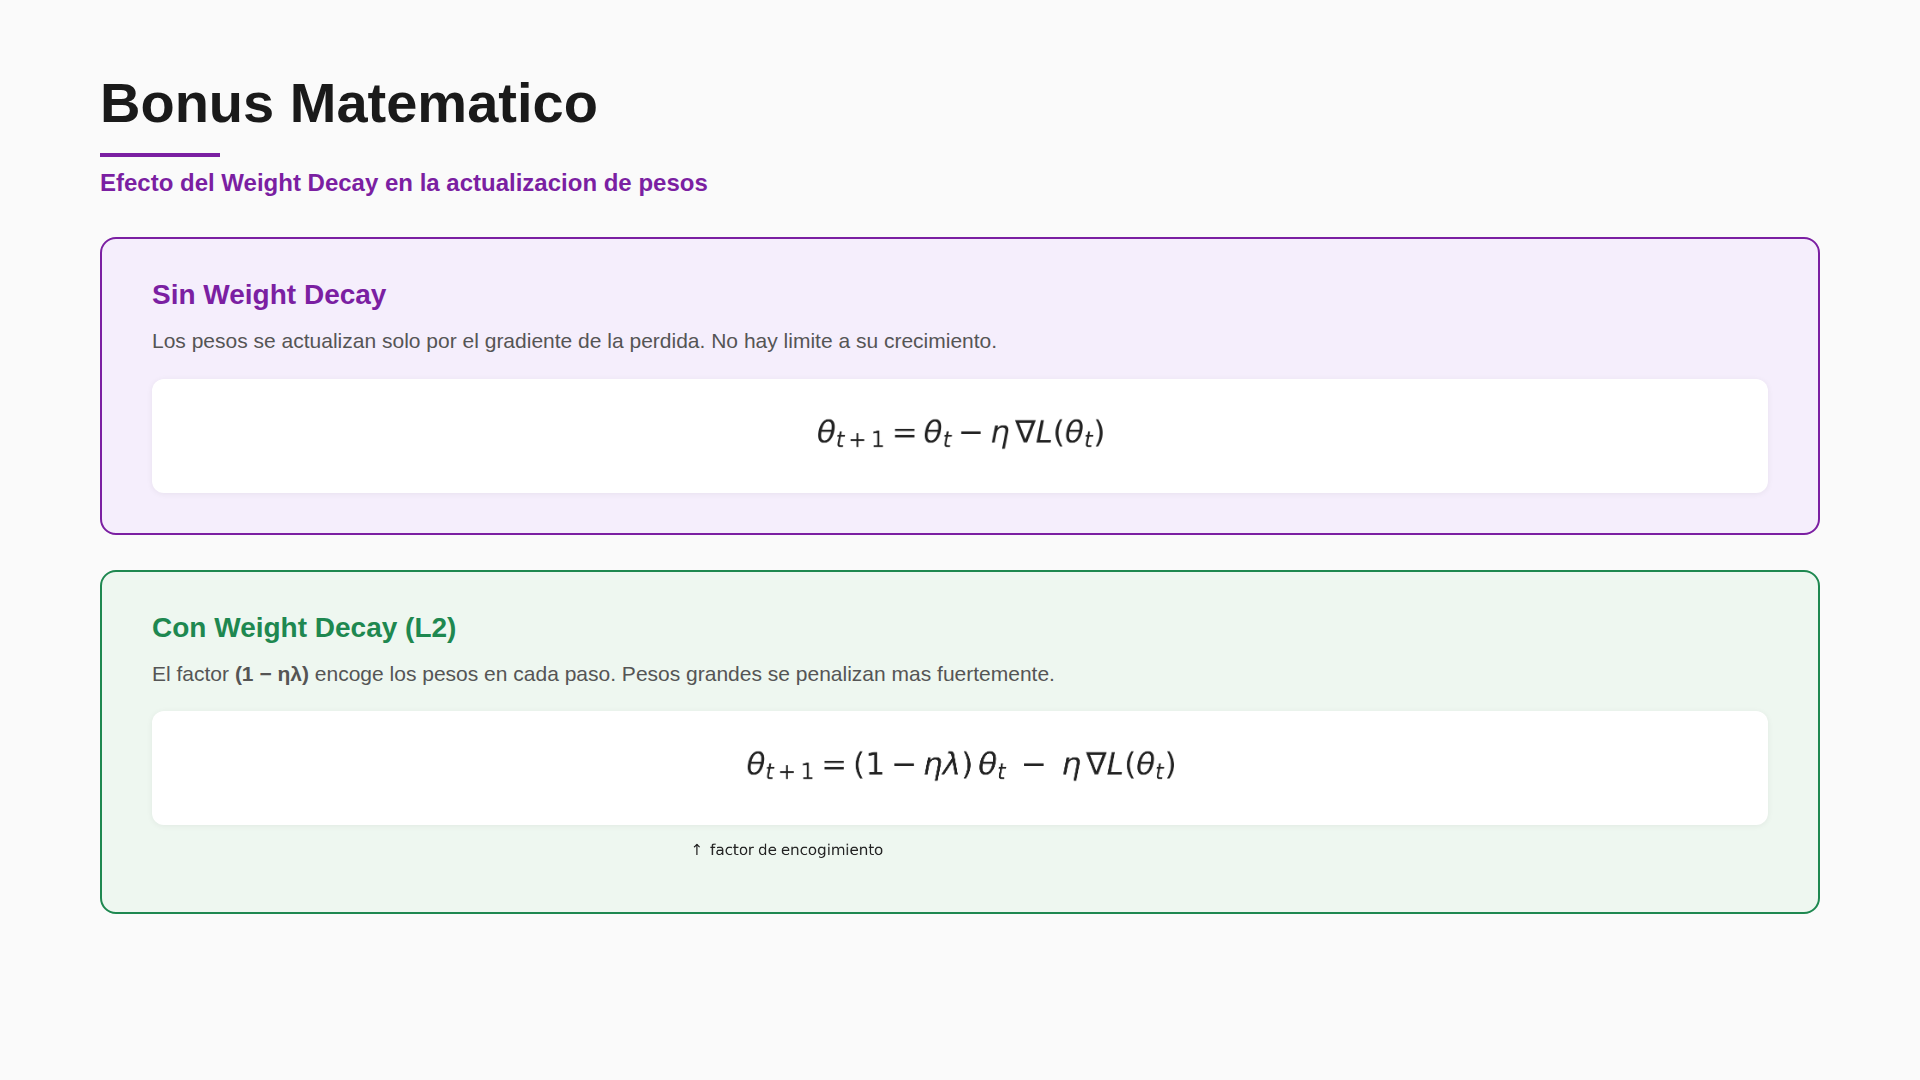 Bonus Matematico
Efecto del Weight Decay en la actualizacion de pesos
Sin Weight Decay
Los pesos se actualizan solo por el gradiente de la perdida. No hay limite a su crecimiento.
θ_{t+1} = θ_t − η ∇L(θ_t)
Con Weight Decay (L2)
El factor (1 − ηλ) encoge los pesos en cada paso. Pesos grandes se penalizan mas fuertemente.
θ_{t+1} = (1 − ηλ) θ_t − η ∇L(θ_t)
↑ factor de encogimiento